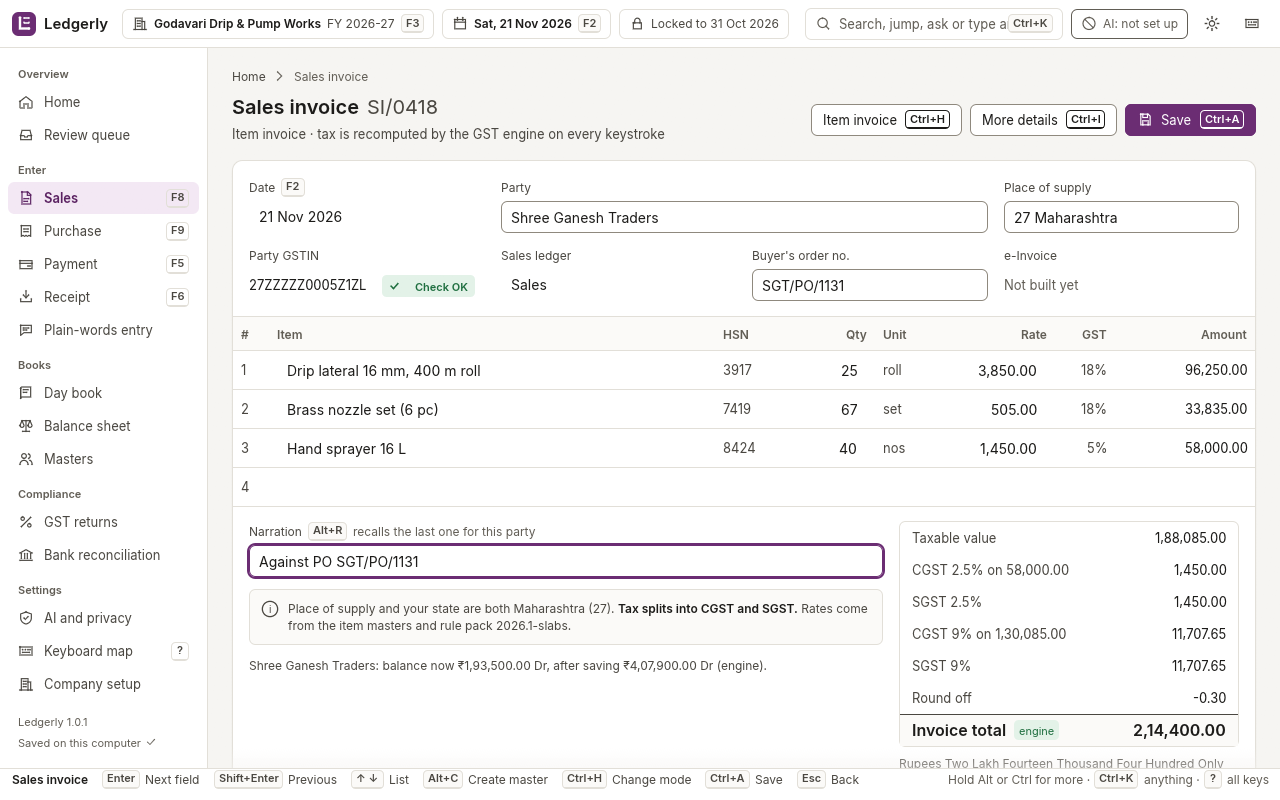 Ledgerly
Godavari Drip & Pump Works FY 2026-27 F3
Sat, 21 Nov 2026 F2
Locked to 31 Oct 2026
Search, jump, ask or type a Ctrl+K
AI: not set up
Overview
Home
Review queue
Enter
Sales F8
Purchase F9
Payment F5
Receipt F6
Plain-words entry
Books
Day book
Balance sheet
Masters
Compliance
GST returns
Bank reconciliation
Settings
AI and privacy
Keyboard map ?
Company setup
Ledgerly 1.0.1
Saved on this computer
Home Sales invoice
Sales invoice SI/0418
Item invoice · tax is recomputed by the GST engine on every keystroke
Item invoice Ctrl+H
More details Ctrl+I
Save Ctrl+A
Date F2 Party Place of supply
21 Nov 2026 Shree Ganesh Traders 27 Maharashtra
Party GSTIN Sales ledger Buyer's order no. e-Invoice
27ZZZZZ0005Z1ZL Check OK Sales SGT/PO/1131 Not built yet
# Item HSN Qty Unit Rate GST Amount
1 Drip lateral 16 mm, 400 m roll 3917 25 roll 3,850.00 18% 96,250.00
2 Brass nozzle set (6 pc) 7419 67 set 505.00 18% 33,835.00
3 Hand sprayer 16 L 8424 40 nos 1,450.00 5% 58,000.00
4
Narration Alt+R recalls the last one for this party
Against PO SGT/PO/1131
Place of supply and your state are both Maharashtra (27). Tax splits into CGST and SGST. Rates come
from the item masters and rule pack 2026.1-slabs.
Shree Ganesh Traders: balance now ₹1,93,500.00 Dr, after saving ₹4,07,900.00 Dr (engine).
Taxable value 1,88,085.00
CGST 2.5% on 58,000.00 1,450.00
SGST 2.5% 1,450.00
CGST 9% on 1,30,085.00 11,707.65
SGST 9% 11,707.65
Round off -0.30
Invoice total engine 2,14,400.00
Rupees Two Lakh Fourteen Thousand Four Hundred Only
Sales invoice Enter Next field Shift+Enter Previous ↑ ↓ List Alt+C Create master Ctrl+H Change mode Ctrl+A Save Esc Back Hold Alt or Ctrl for more · Ctrl+K anything · ? all keys